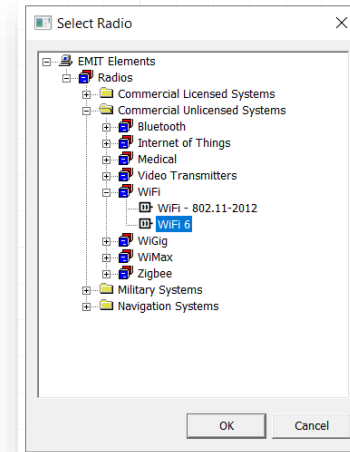 Select Radio
EMIT Elements
Radios
Commercial Licensed Systems
Commercial Unlicensed Systems
Bluetooth
Internet of Things
Medical
Video Transmitters
WiFi
WiFi - 802.11-2012
WiFi 6
WiGig
WiMax
Zigbee
Military Systems
Navigation Systems
OK Cancel